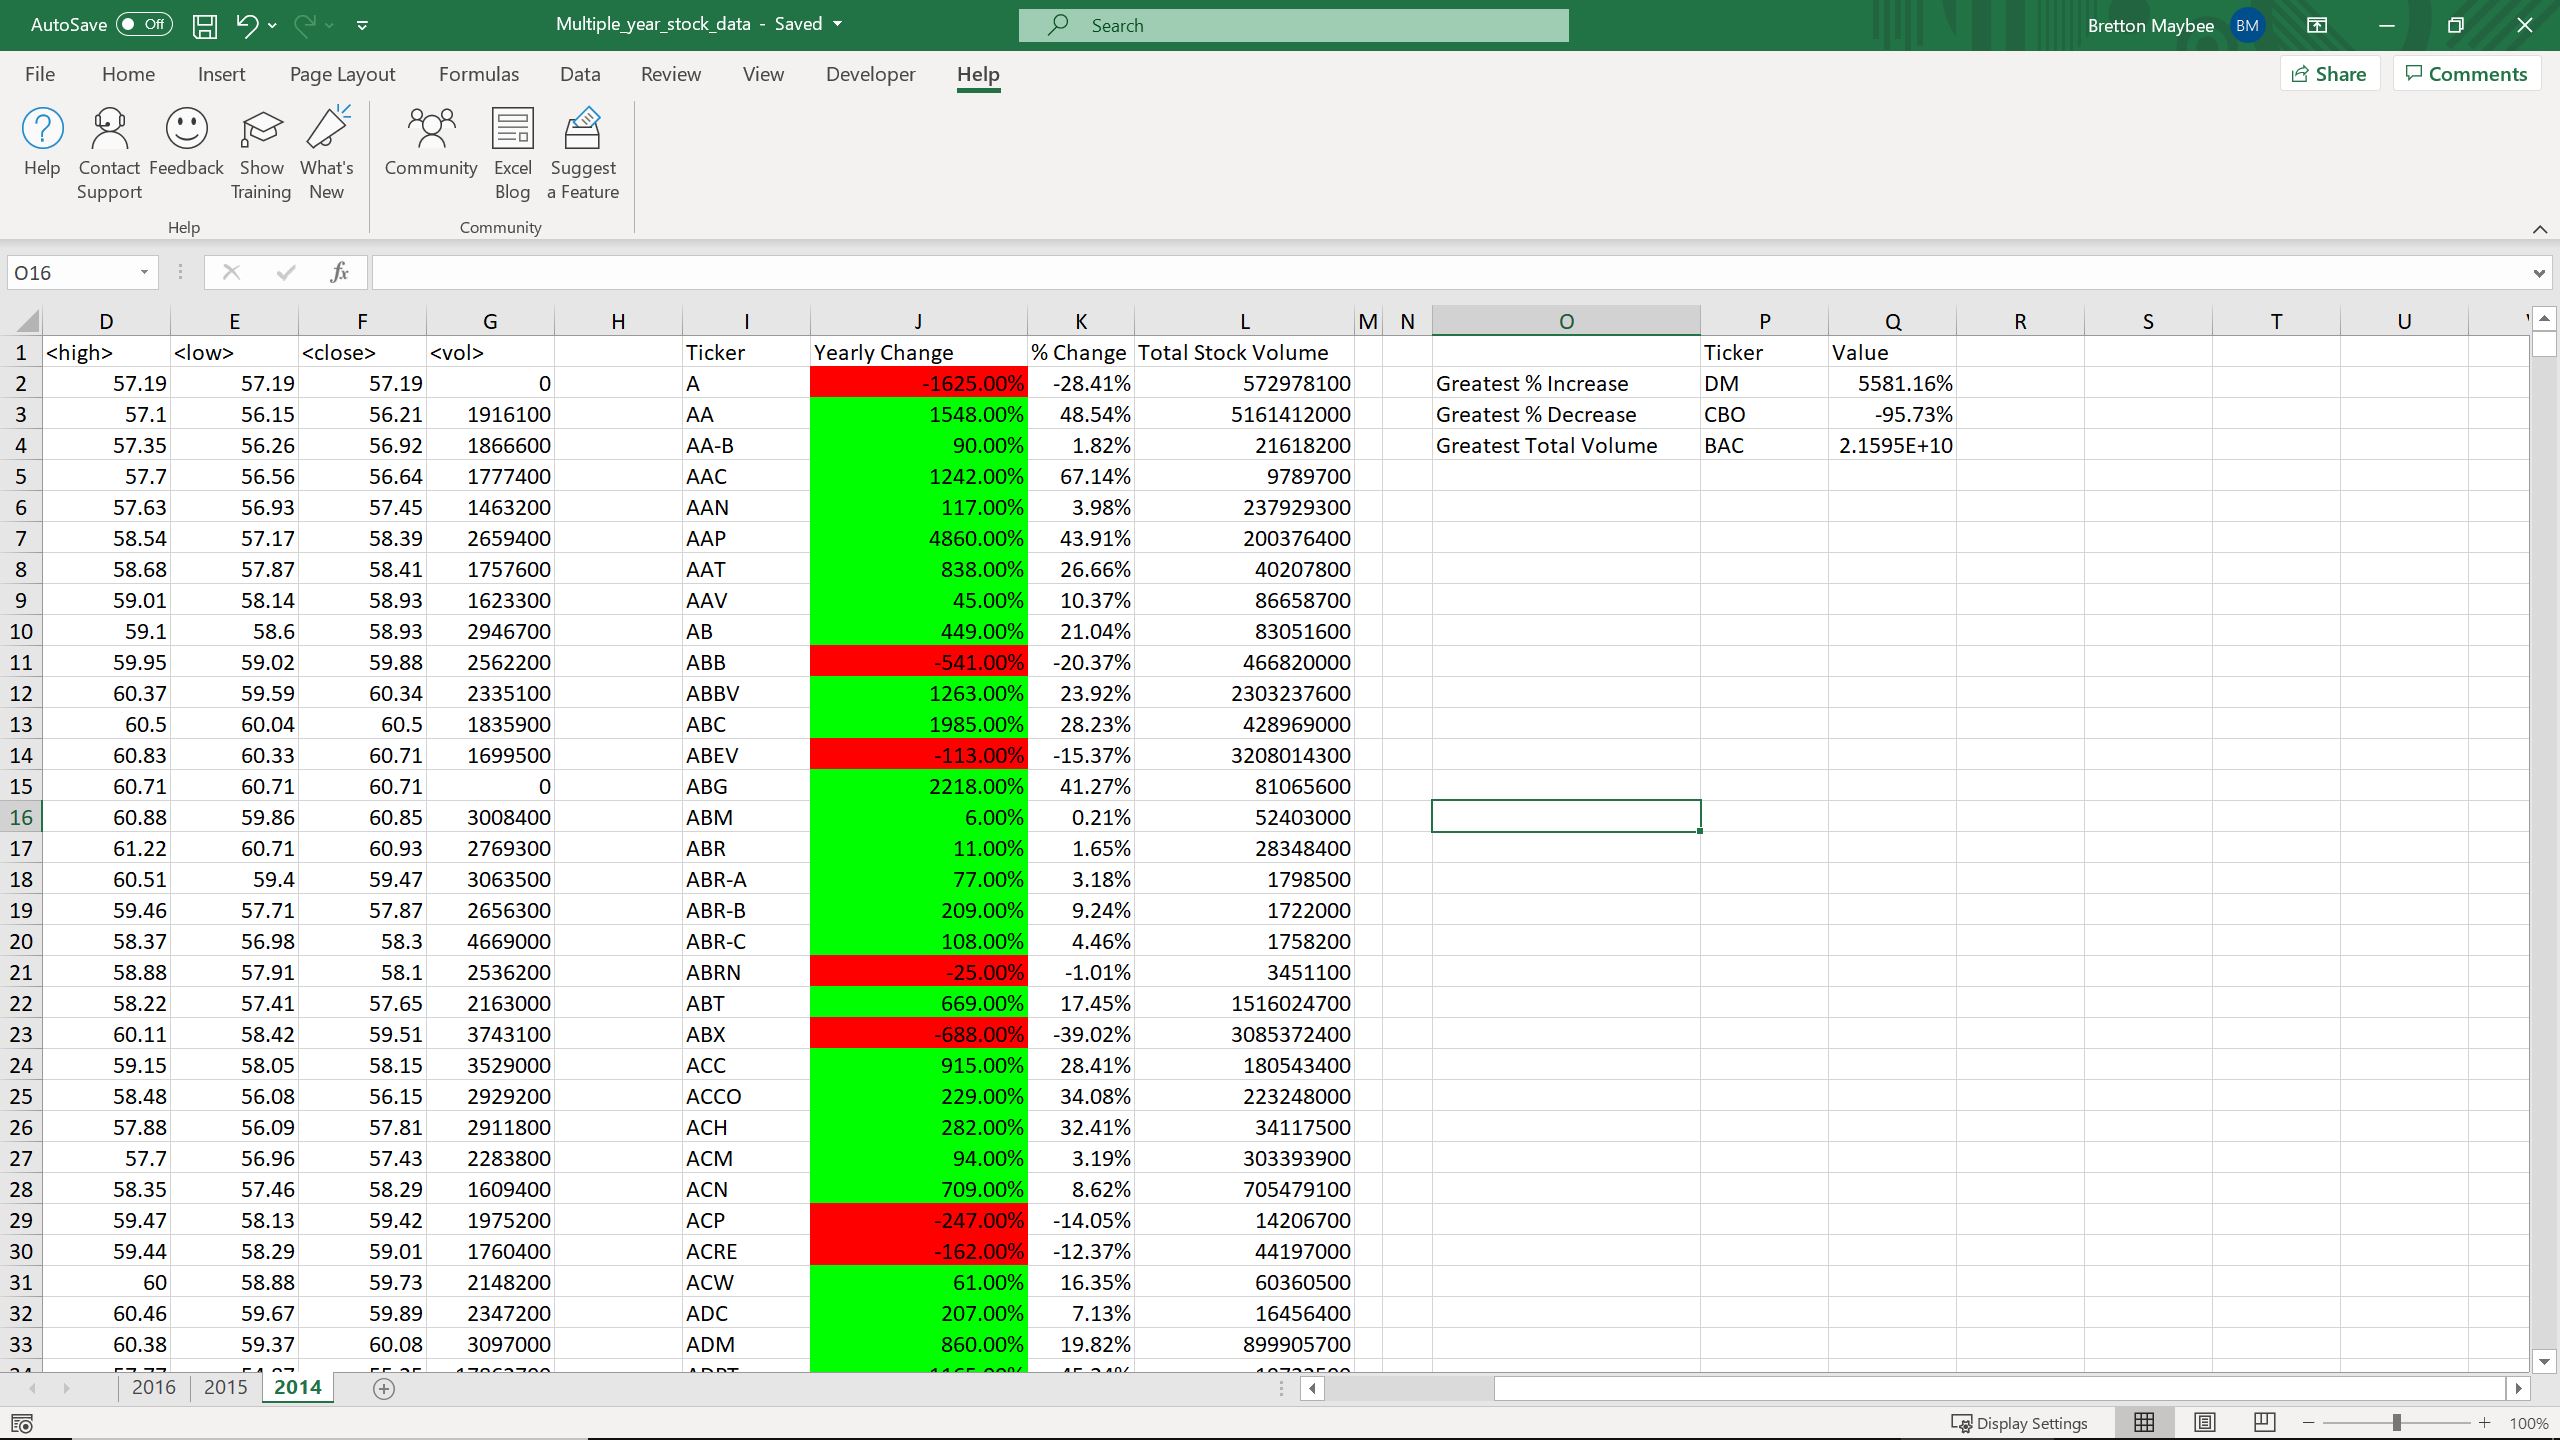 AutoSave Off Multiple_year_stock_data - Saved Search Bretton Maybee BM
File Home Insert Page Layout Formulas Data Review View Developer Help Share Comments
Help Contact Support Feedback Show Training What's New Community Excel Blog Suggest a Feature
Help Community
O16 fx
D E F G H I J K L M N O P Q R S T U
1 <high> <low> <close> <vol> Ticker Yearly Change % Change Total Stock Volume Ticker Value
2 57.19 57.19 57.19 0 A -1625.00% -28.41% 572978100 Greatest % Increase DM 5581.16%
3 57.1 56.15 56.21 1916100 AA 1548.00% 48.54% 5161412000 Greatest % Decrease CBO -95.73%
4 57.35 56.26 56.92 1866600 AA-B 90.00% 1.82% 21618200 Greatest Total Volume BAC 2.1595E+10
5 57.7 56.56 56.64 1777400 AAC 1242.00% 67.14% 9789700
6 57.63 56.93 57.45 1463200 AAN 117.00% 3.98% 237929300
7 58.54 57.17 58.39 2659400 AAP 4860.00% 43.91% 200376400
8 58.68 57.87 58.41 1757600 AAT 838.00% 26.66% 40207800
9 59.01 58.14 58.93 1623300 AAV 45.00% 10.37% 86658700
10 59.1 58.6 58.93 2946700 AB 449.00% 21.04% 83051600
11 59.95 59.02 59.88 2562200 ABB -541.00% -20.37% 466820000
12 60.37 59.59 60.34 2335100 ABBV 1263.00% 23.92% 2303237600
13 60.5 60.04 60.5 1835900 ABC 1985.00% 28.23% 428969000
14 60.83 60.33 60.71 1699500 ABEV -113.00% -15.37% 3208014300
15 60.71 60.71 60.71 0 ABG 2218.00% 41.27% 81065600
16 60.88 59.86 60.85 3008400 ABM 6.00% 0.21% 52403000
17 61.22 60.71 60.93 2769300 ABR 11.00% 1.65% 28348400
18 60.51 59.4 59.47 3063500 ABR-A 77.00% 3.18% 1798500
19 59.46 57.71 57.87 2656300 ABR-B 209.00% 9.24% 1722000
20 58.37 56.98 58.3 4669000 ABR-C 108.00% 4.46% 1758200
21 58.88 57.91 58.1 2536200 ABRN -25.00% -1.01% 3451100
22 58.22 57.41 57.65 2163000 ABT 669.00% 17.45% 1516024700
23 60.11 58.42 59.51 3743100 ABX -688.00% -39.02% 3085372400
24 59.15 58.05 58.15 3529000 ACC 915.00% 28.41% 180543400
25 58.48 56.08 56.15 2929200 ACCO 229.00% 34.08% 223248000
26 57.88 56.09 57.81 2911800 ACH 282.00% 32.41% 34117500
27 57.7 56.96 57.43 2283800 ACM 94.00% 3.19% 303393900
28 58.35 57.46 58.29 1609400 ACN 709.00% 8.62% 705479100
29 59.47 58.13 59.42 1975200 ACP -247.00% -14.05% 14206700
30 59.44 58.29 59.01 1760400 ACRE -162.00% -12.37% 44197000
31 60 58.88 59.73 2148200 ACW 61.00% 16.35% 60360500
32 60.46 59.67 59.89 2347200 ADC 207.00% 7.13% 16456400
33 60.38 59.37 60.08 3097000 ADM 860.00% 19.82% 899905700
2016 2015 2014
Display Settings 100%